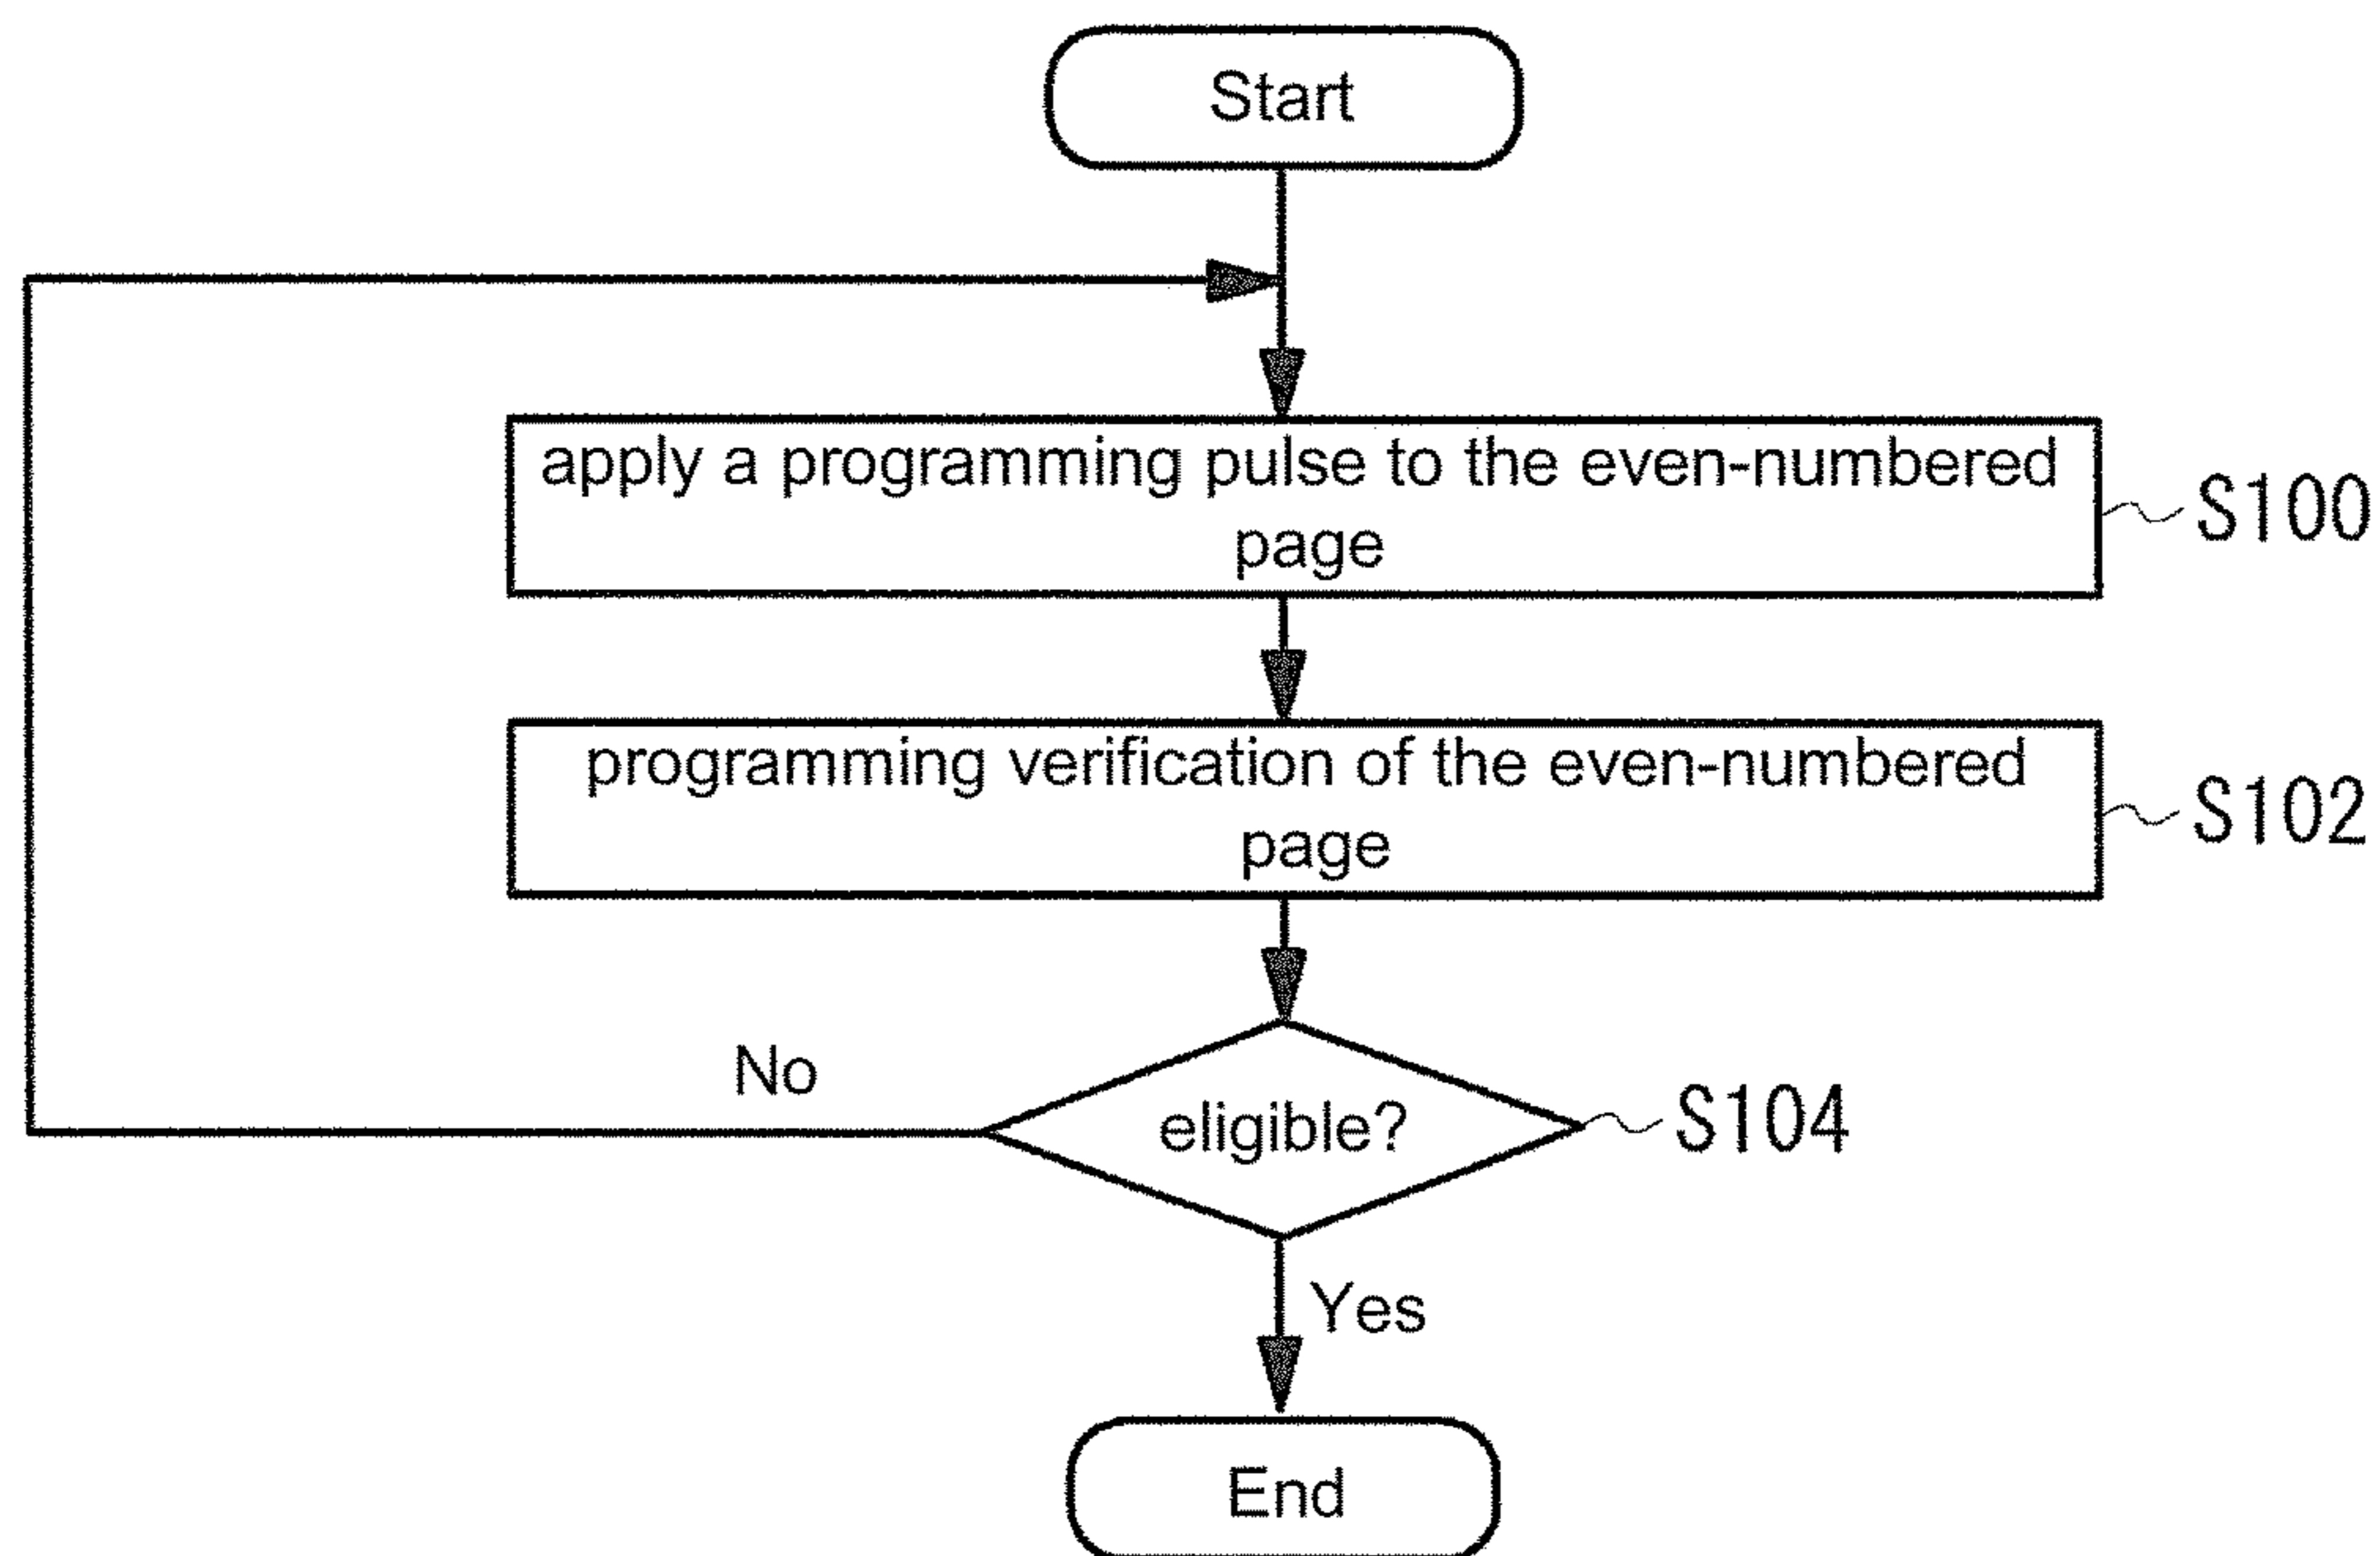 Start
apply a programming pulse to the even-numbered
page
S100
programming verification of the even-numbered
page
S102
No
eligible?
S104
Yes
End